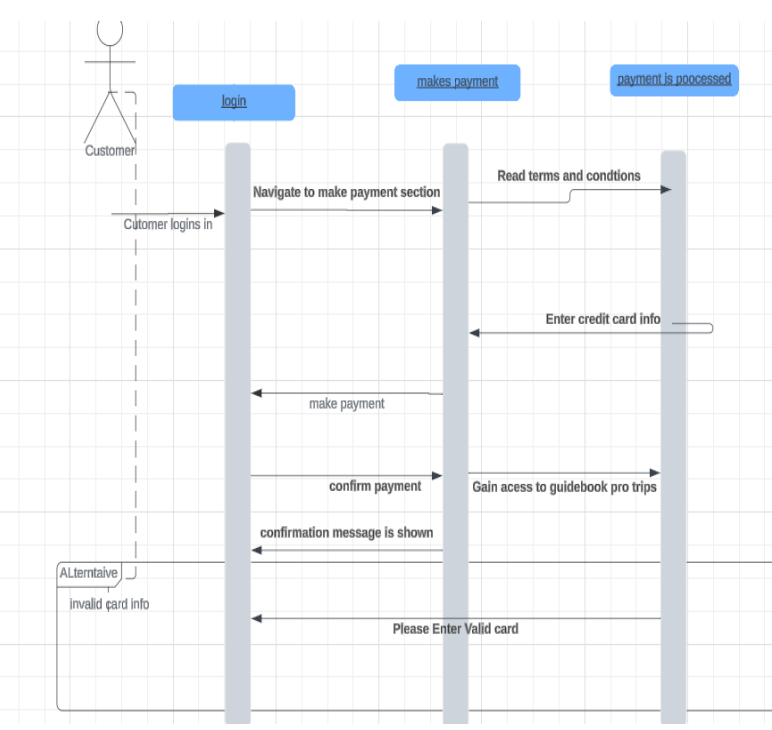 makes payment
payment is poocessed
login
Customer
Read terms and condtions
Navigate to make payment section
Cutomer logins in
Enter credit card info
make payment
confirm payment
Gain acess to guidebook pro trips
confirmation message is shown
ALterntaive
invalid card info
Please Enter Valid card